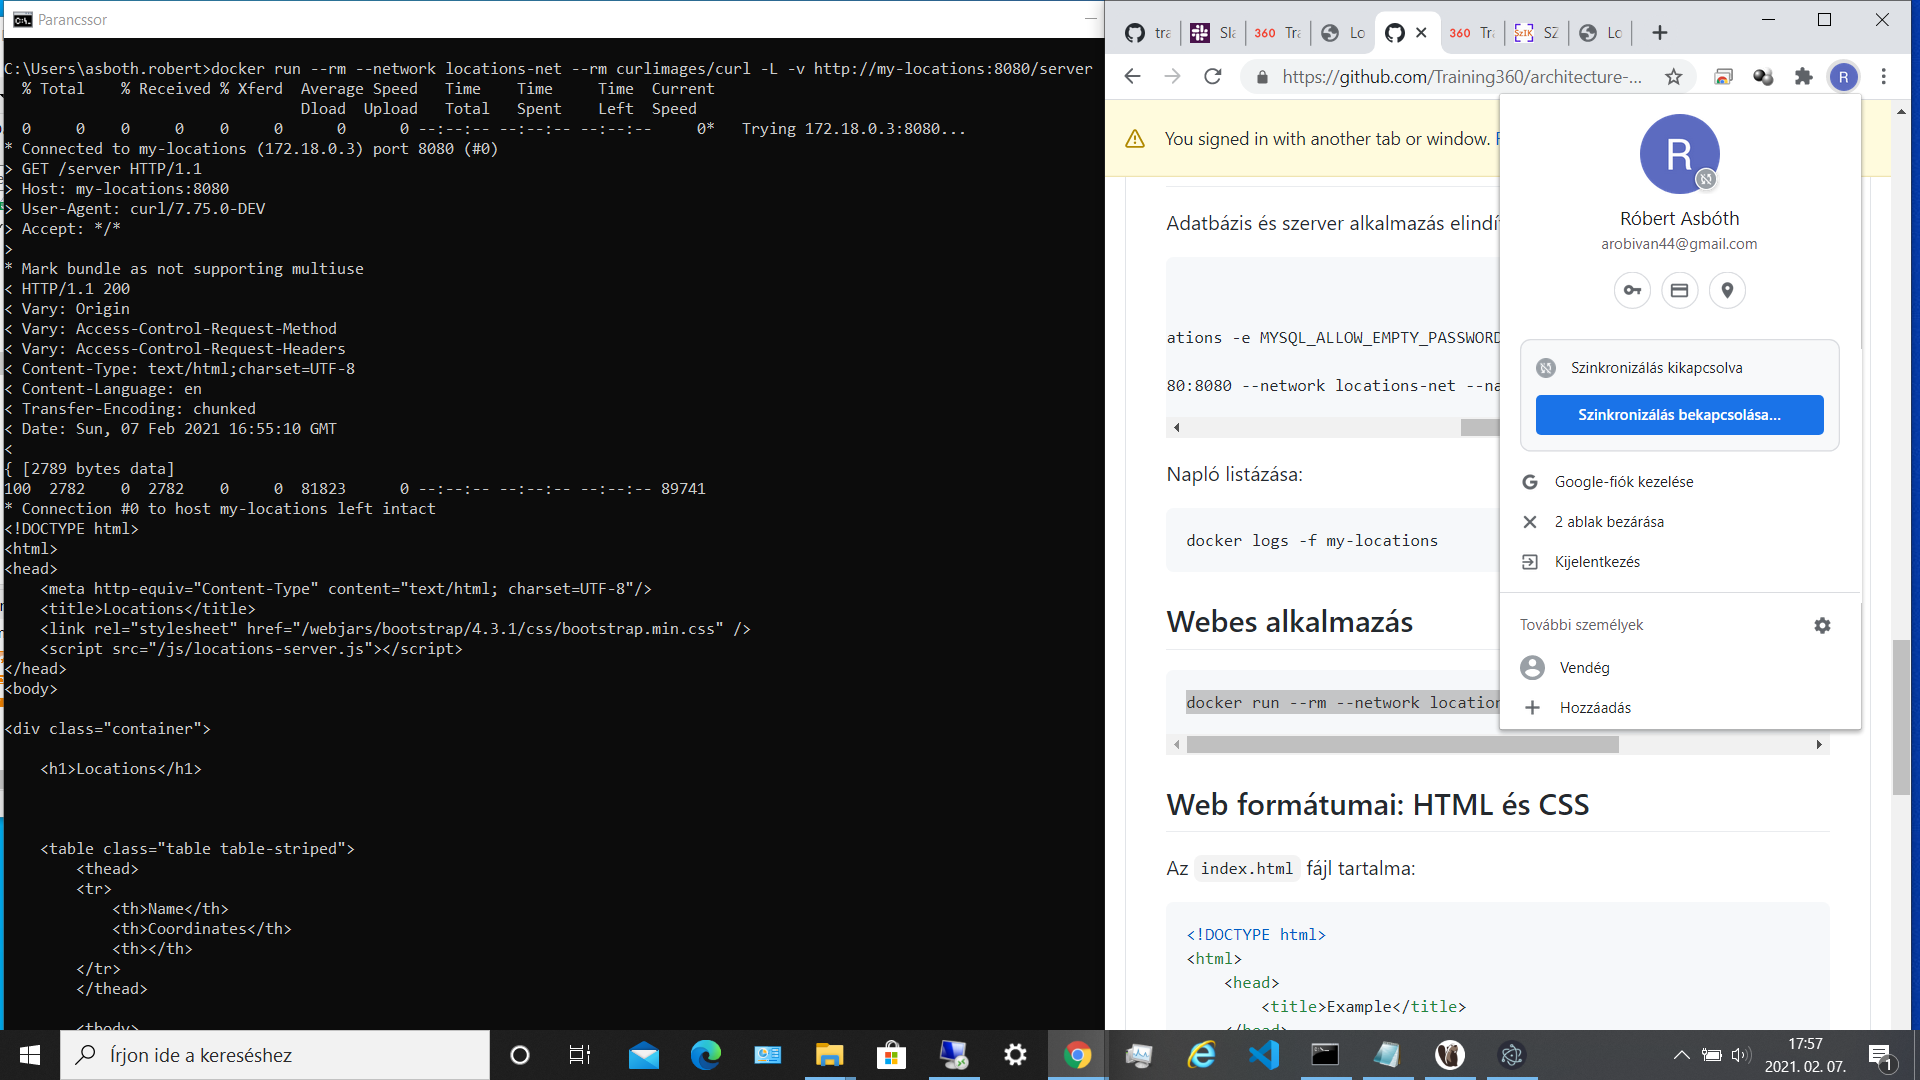 Parancssor
C:\Users\asboth.robert>docker run --rm --network locations-net --rm curlimages/curl -L -v http://my-locations:8080/server
% Total % Received % Xferd Average Speed Time Time Time Current
Dload Upload Total Spent Left Speed
0 0 0 0 0 0 0 0 --:--:-- --:--:-- --:--:-- 0* Trying 172.18.0.3:8080...
* Connected to my-locations (172.18.0.3) port 8080 (#0)
> GET /server HTTP/1.1
> Host: my-locations:8080
> User-Agent: curl/7.75.0-DEV
> Accept: */*
>
* Mark bundle as not supporting multiuse
< HTTP/1.1 200
< Vary: Origin
< Vary: Access-Control-Request-Method
< Vary: Access-Control-Request-Headers
< Content-Type: text/html;charset=UTF-8
< Content-Language: en
< Transfer-Encoding: chunked
< Date: Sun, 07 Feb 2021 16:55:10 GMT
<
{ [2789 bytes data]
100 2782 0 2782 0 0 81823 0 --:--:-- --:--:-- --:--:-- 89741
* Connection #0 to host my-locations left intact
<!DOCTYPE html>
<html>
<head>
<meta http-equiv="Content-Type" content="text/html; charset=UTF-8"/>
<title>Locations</title>
<link rel="stylesheet" href="/webjars/bootstrap/4.3.1/css/bootstrap.min.css" />
<script src="/js/locations-server.js"></script>
</head>
<body>
<div class="container">
<h1>Locations</h1>
<table class="table table-striped">
<thead>
<tr>
<th>Name</th>
<th>Coordinates</th>
<th></th>
</tr>
</thead>
<tbody>
tra Sla 360 Tra Lo 360 Tr SzIK SZ Lo
https://github.com/Training360/architecture-... R
You signed in with another tab or window.
Adatbázis és szerver alkalmazás elindí
ations -e MYSQL_ALLOW_EMPTY_PASSWORD
80:8080 --network locations-net --na
Napló listázása:
docker logs -f my-locations
Webes alkalmazás
docker run --rm --network location
Web formátumai: HTML és CSS
Az index.html fájl tartalma:
<!DOCTYPE html>
<html>
<head>
<title>Example</title>
</head>
R
Róbert Asbóth
arobivan44@gmail.com
Szinkronizálás kikapcsolva
Szinkronizálás bekapcsolása...
Google-fiók kezelése
2 ablak bezárása
Kijelentkezés
További személyek
Vendég
Hozzáadás
Írjon ide a kereséshez
17:57
2021. 02. 07.
1